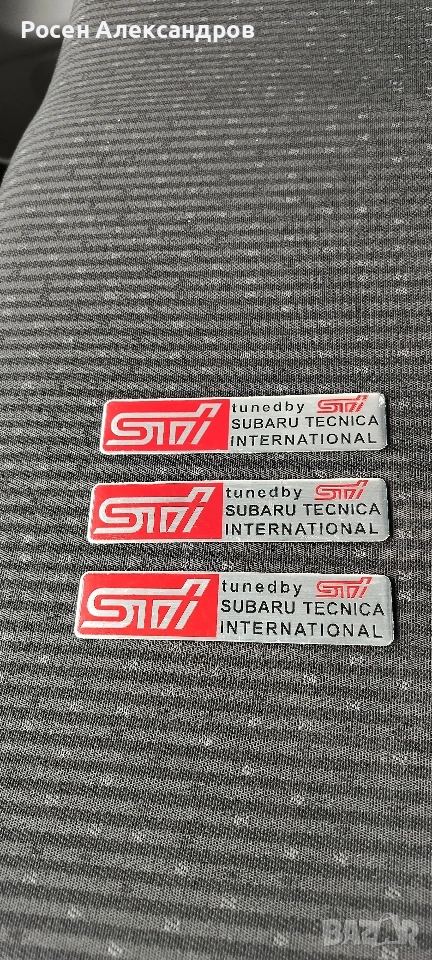 Росен Александров
STi
tunedby STi
SUBARU TECNICA
INTERNATIONAL
STi
tunedby STi
SUBARU TECNICA
INTERNATIONAL
STi
tunedby STi
SUBARU TECNICA
INTERNATIONAL
BAZAR